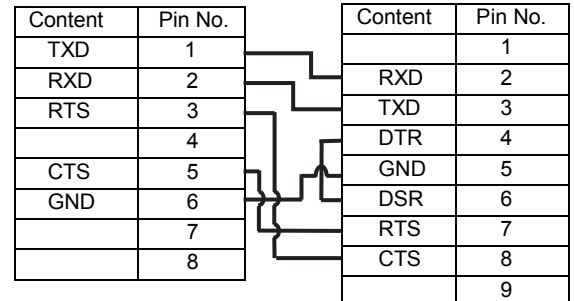 Content Pin No.
TXD 1
RXD 2
RTS 3
4
CTS 5
GND 6
7
8
Content Pin No.
1
RXD 2
TXD 3
DTR 4
GND 5
DSR 6
RTS 7
CTS 8
9